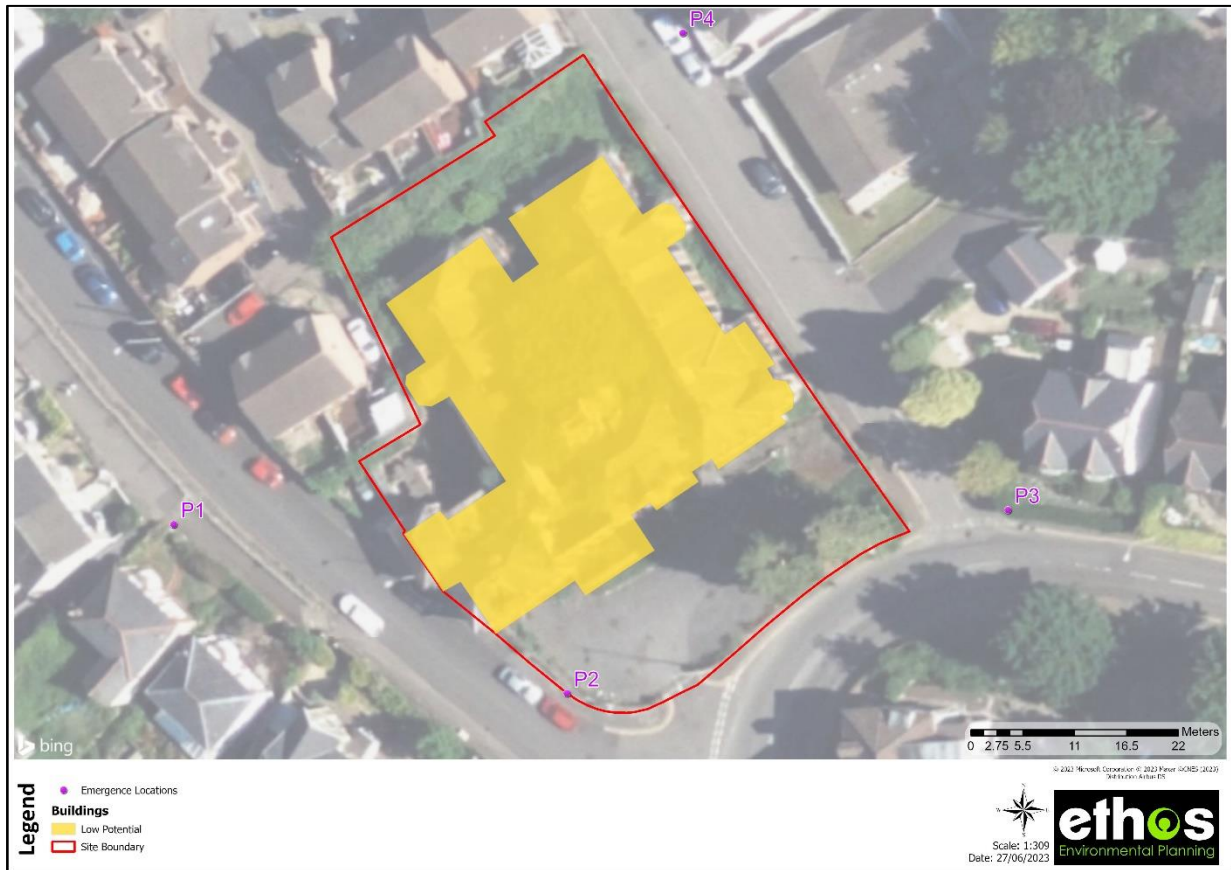 P4
P3
P1
P2
bing
Meters
0 2.75 5.5 11 16.5 22
© 2023 Microsoft Corporation © 2023 Maxar ©CNES (2023)
Distribution Airbus DS
Legend
Emergence Locations
Buildings
Low Potential
Site Boundary
N
W E
S
Scale: 1:309
Date: 27/06/2023
ethos
Environmental Planning